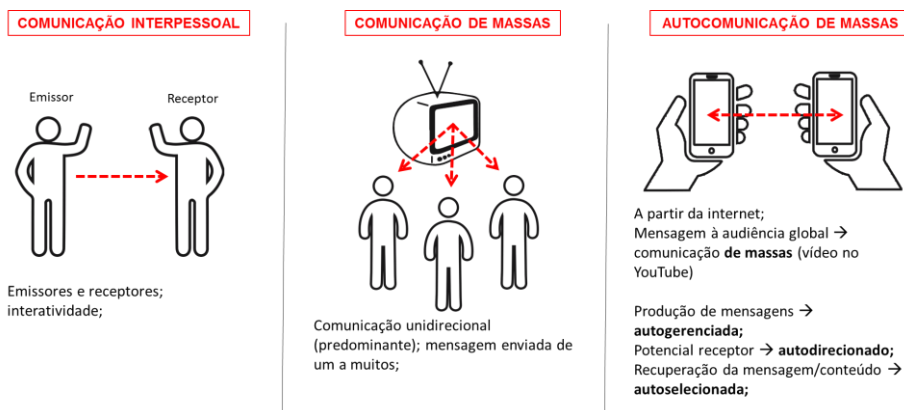 COMUNICAÇÃO INTERPESSOAL
Emissor
Receptor
Emissores e receptores;
interatividade;
COMUNICAÇÃO DE MASSAS
Comunicação unidirecional
(predominante); mensagem enviada de
um a muitos;
AUTOCOMUNICAÇÃO DE MASSAS
A partir da internet;
Mensagem à audiência global →
comunicação de massas (vídeo no
YouTube)
Produção de mensagens →
autogerenciada;
Potencial receptor → autodirecionado;
Recuperação da mensagem/conteúdo →
autoselecionada;